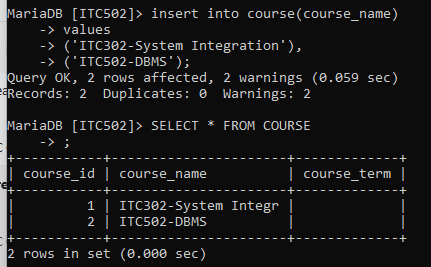 MariaDB [ITC502]> insert into course(course_name)
    -> values
    -> ('ITC302-System Integration'),
    -> ('ITC502-DBMS');
Query OK, 2 rows affected, 2 warnings (0.059 sec)
Records: 2  Duplicates: 0  Warnings: 2

MariaDB [ITC502]> SELECT * FROM COURSE
    -> ;
+-----------+----------------------+-------------+
| course_id | course_name          | course_term |
+-----------+----------------------+-------------+
|         1 | ITC302-System Integr |             |
|         2 | ITC502-DBMS          |             |
+-----------+----------------------+-------------+
2 rows in set (0.000 sec)